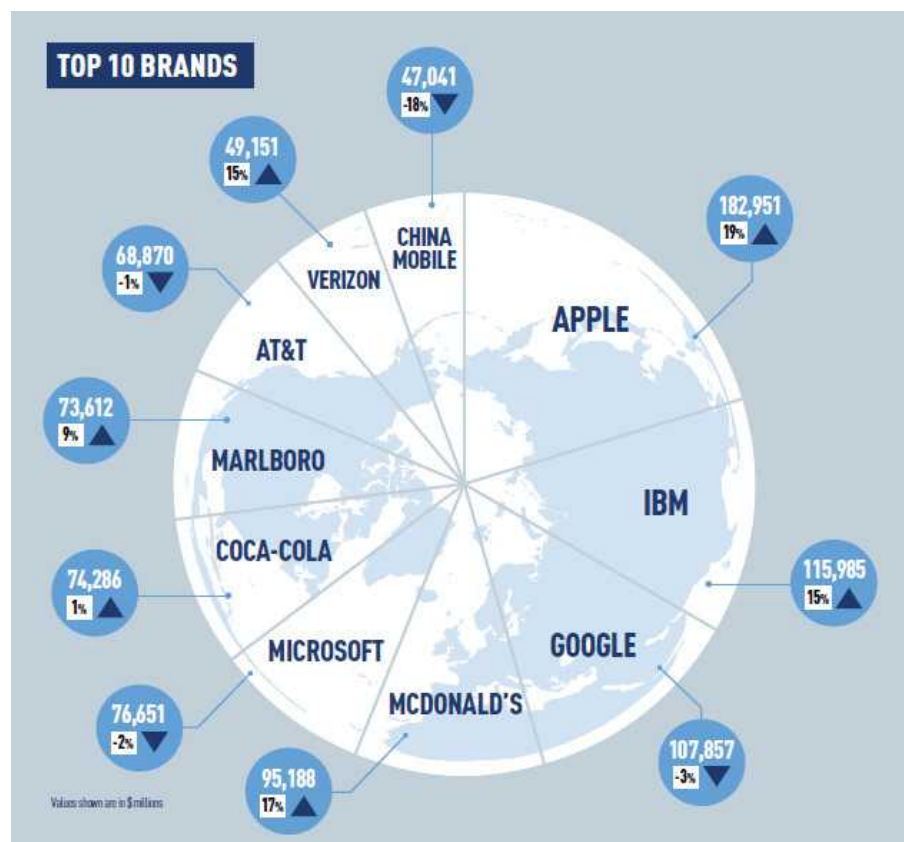 TOP 10 BRANDS
47,041
-18%
49,151
15%
182,951
19%
68,870
-1%
CHINA
MOBILE
VERIZON
APPLE
AT&T
73,612
9%
MARLBORO
IBM
COCA-COLA
74,286
1%
115,985
15%
GOOGLE
MICROSOFT
MCDONALD'S
76,651
-2%
95,188
17%
107,857
-3%
Values shown are in $ millions